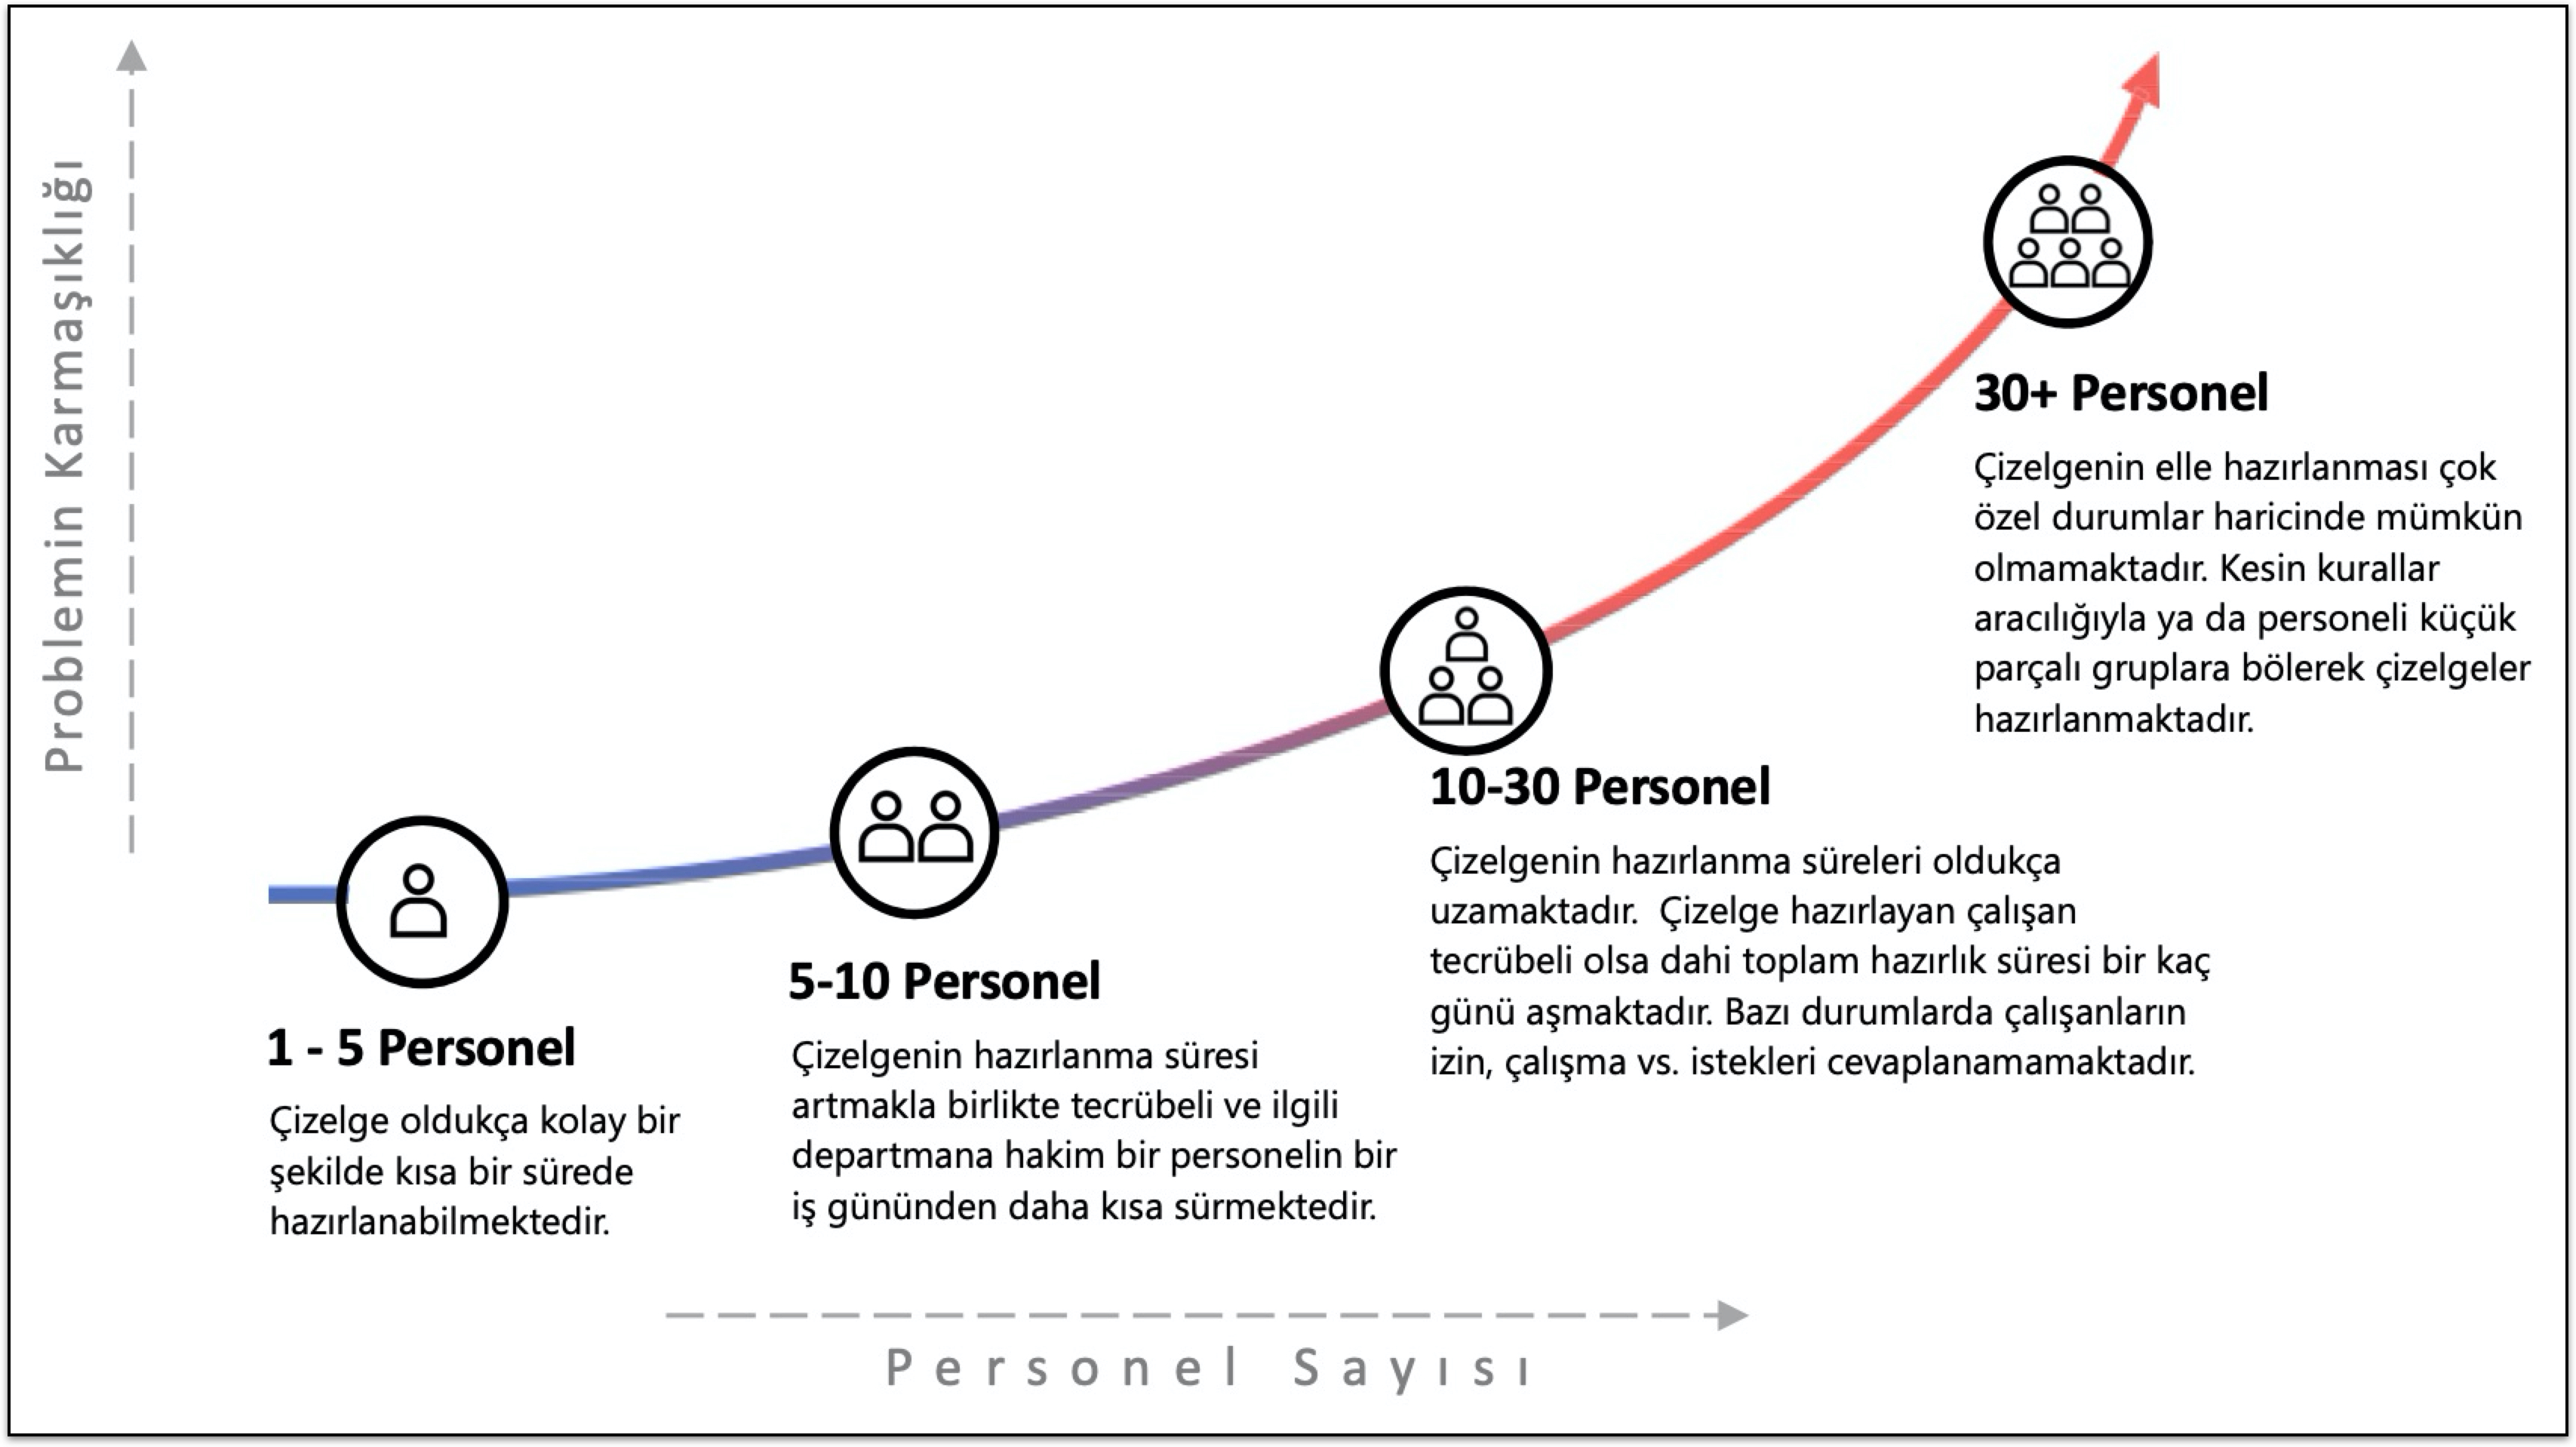 Problemin Karmaşıklığı
1 - 5 Personel
Çizelge oldukça kolay bir
şekilde kısa bir sürede
hazırlanabilmektedir.
5-10 Personel
Çizelgenin hazırlanma süresi
artmakla birlikte tecrübeli ve ilgili
departmana hakim bir personelin bir
iş gününden daha kısa sürmektedir.
10-30 Personel
Çizelgenin hazırlanma süreleri oldukça
uzamaktadır.  Çizelge hazırlayan çalışan
tecrübeli olsa dahi toplam hazırlık süresi bir kaç
günü aşmaktadır. Bazı durumlarda çalışanların
izin, çalışma vs. istekleri cevaplanamamaktadır.
30+ Personel
Çizelgenin elle hazırlanması çok
özel durumlar haricinde mümkün
olmamaktadır. Kesin kurallar
aracılığıyla ya da personeli küçük
parçalı gruplara bölerek çizelgeler
hazırlanmaktadır.
Personel Sayısı